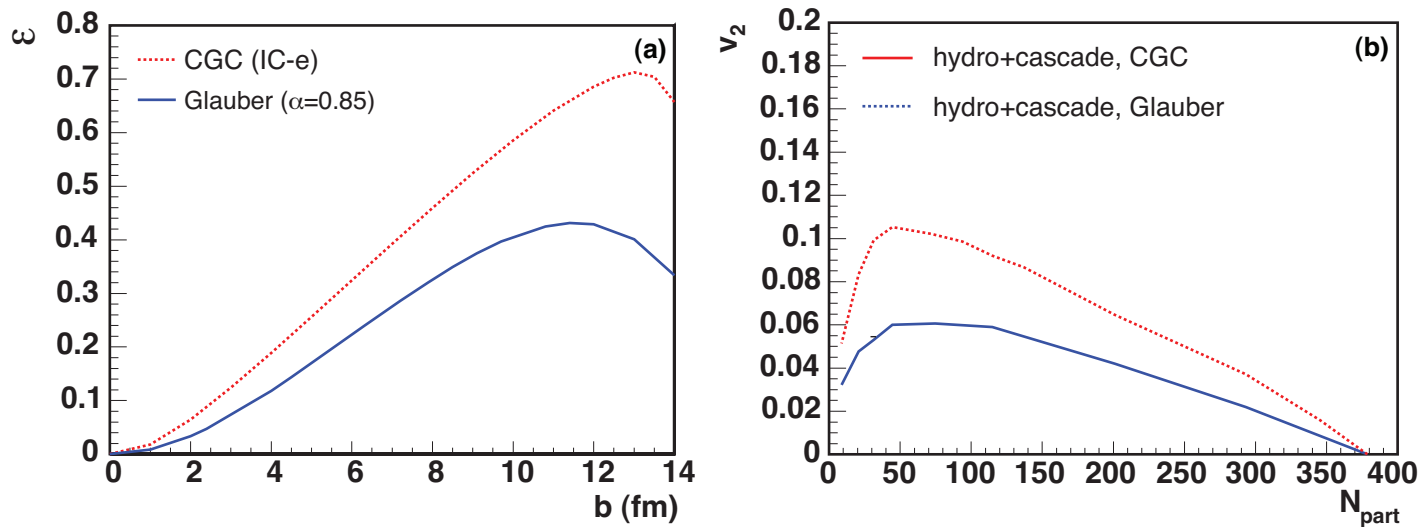 ε
0.8
0.7
0.6
0.5
0.4
0.3
0.2
0.1
0
CGC (IC-e)
Glauber (α=0.85)
(a)
0 2 4 6 8 10 12 14
b (fm)
v2
0.2
0.18
0.16
0.14
0.12
0.1
0.08
0.06
0.04
0.02
0
hydro+cascade, CGC
hydro+cascade, Glauber
(b)
0 50 100 150 200 250 300 350 400
Npart